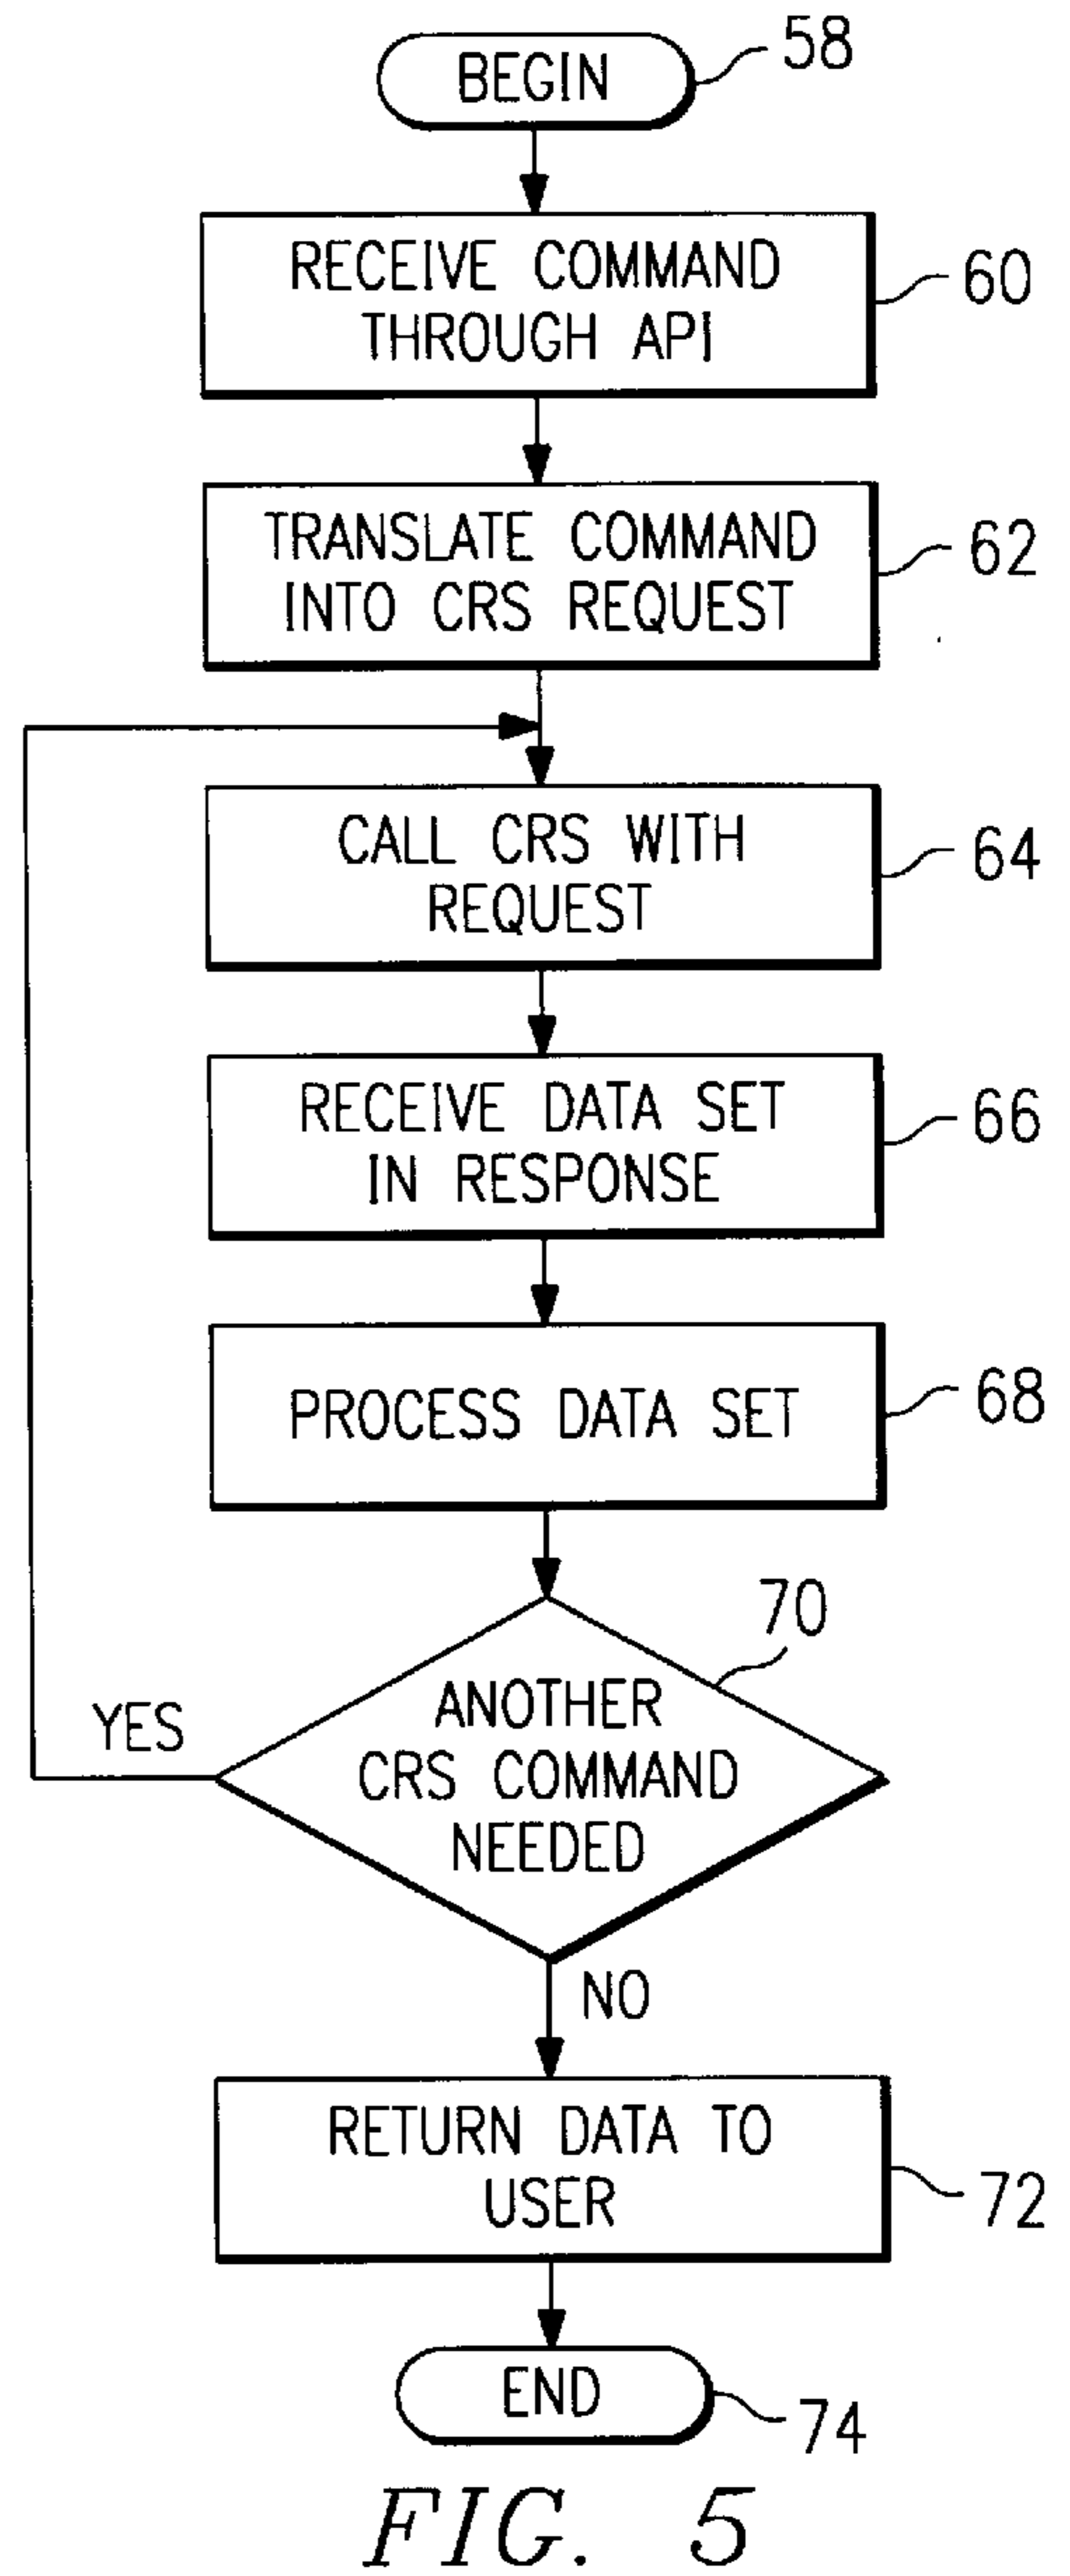 BEGIN
58
RECEIVE COMMAND
THROUGH API
60
TRANSLATE COMMAND
INTO CRS REQUEST
62
CALL CRS WITH
REQUEST
64
RECEIVE DATA SET
IN RESPONSE
66
PROCESS DATA SET
68
70
ANOTHER
CRS COMMAND
NEEDED
YES
NO
RETURN DATA TO
USER
72
END
74
FIG. 5